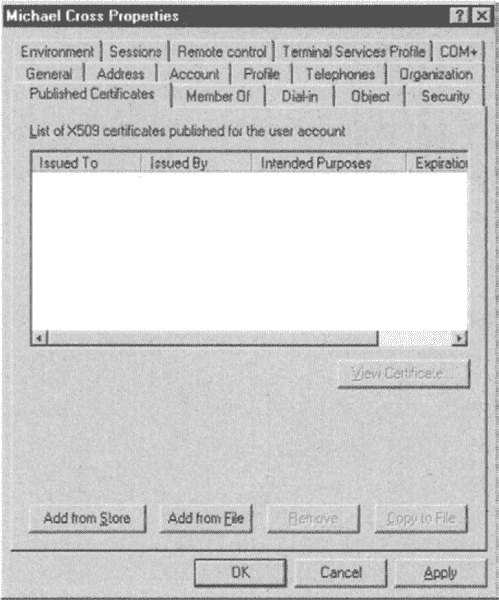 Michael Cross Properties
Environment Sessions Remote control Terminal Services Profile COM+
General Address Account Profile Telephones Organization
Published Certificates Member Of Dial-in Object Security
List of X509 certificates published for the user account
Issued To Issued By Intended Purposes Expiration
View Certificate...
Add from Store Add from File Remove Copy to File
OK Cancel Apply